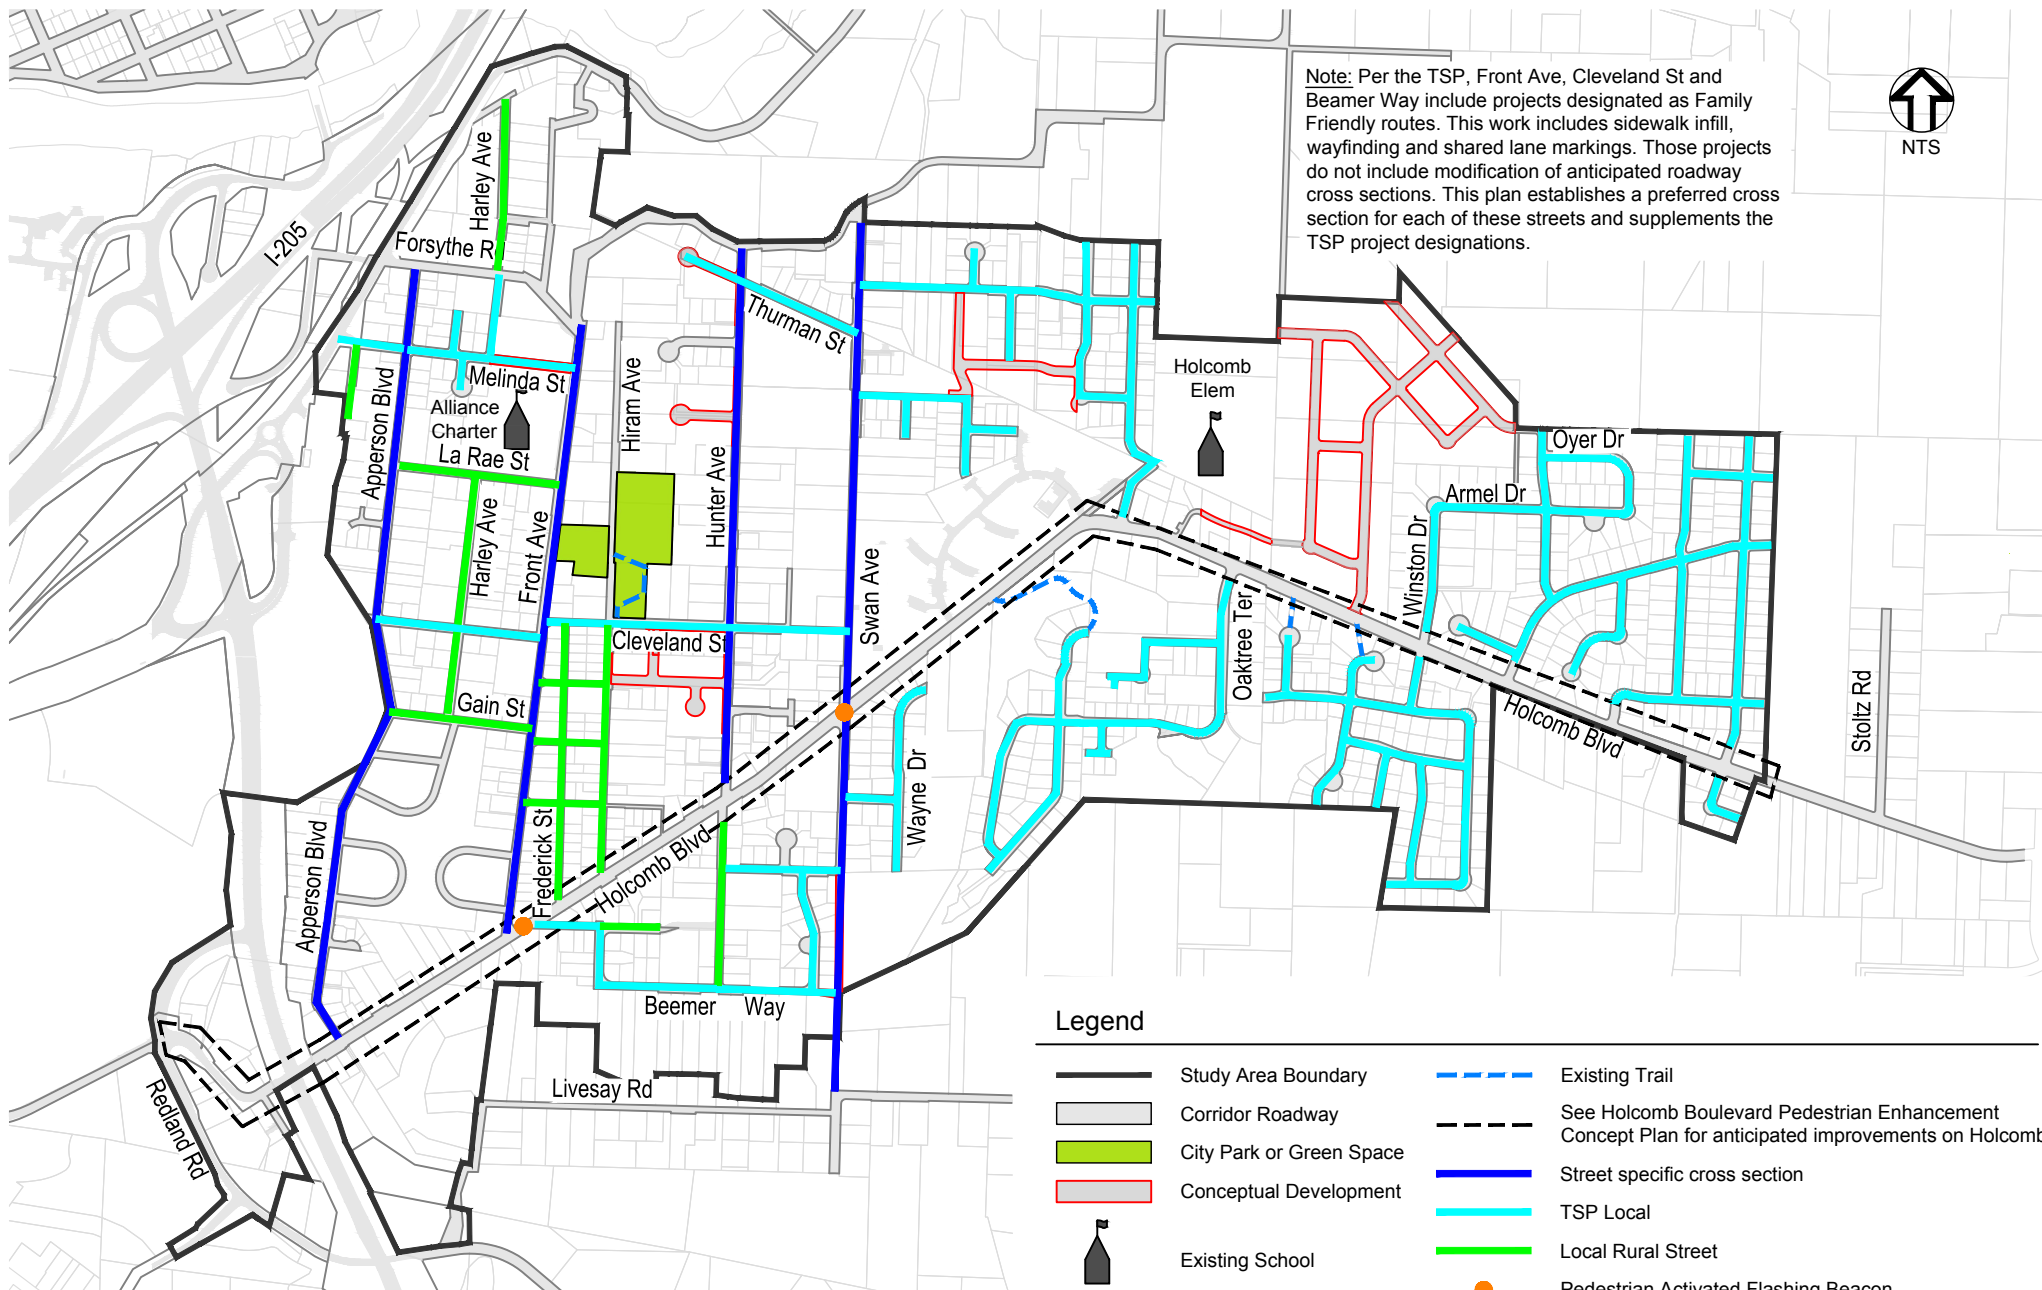 Note: Per the TSP, Front Ave, Cleveland St and
Beamer Way include projects designated as Family
Friendly routes. This work includes sidewalk infill,
wayfinding and shared lane markings. Those projects
do not include modification of anticipated roadway
cross sections. This plan establishes a preferred cross
section for each of these streets and supplements the
TSP project designations.
NTS
I-205
Harley Ave
Forsythe R
Thurman St
Melinda St
Apperson Blvd
Alliance
Charter
La Rae St
Hiram Ave
Hunter Ave
Harley Ave
Front Ave
Swan Ave
Cleveland St
Gain St
Holcomb
Elem
Oyer Dr
Armel Dr
Winston Dr
Oaktree Ter
Holcomb Blvd
Stoltz Rd
Wayne Dr
Frederick St
Holcomb Blvd
Apperson Blvd
Beemer Way
Livesay Rd
Redland Rd
Legend
Study Area Boundary
Corridor Roadway
City Park or Green Space
Conceptual Development
Existing School
Existing Trail
See Holcomb Boulevard Pedestrian Enhancement
Concept Plan for anticipated improvements on Holcomb
Street specific cross section
TSP Local
Local Rural Street
Pedestrian Activated Flashing Beacon